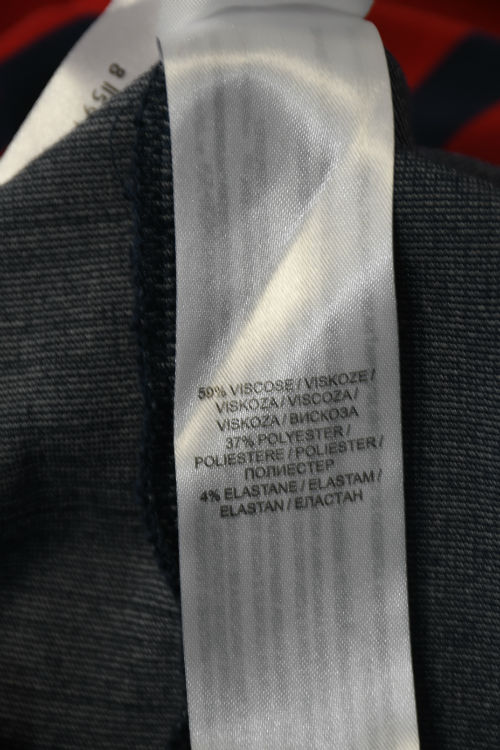 59% VISCOSE / VISKOZE /
VISKOZA / VISCOZA /
VISKOZA / ВИСКОЗА
37% POLYESTER /
POLIESTERE / POLIESTER /
ПОЛИЕСТЕР
4% ELASTANE / ELASTAM /
ELASTAN / ЕЛАСТАН